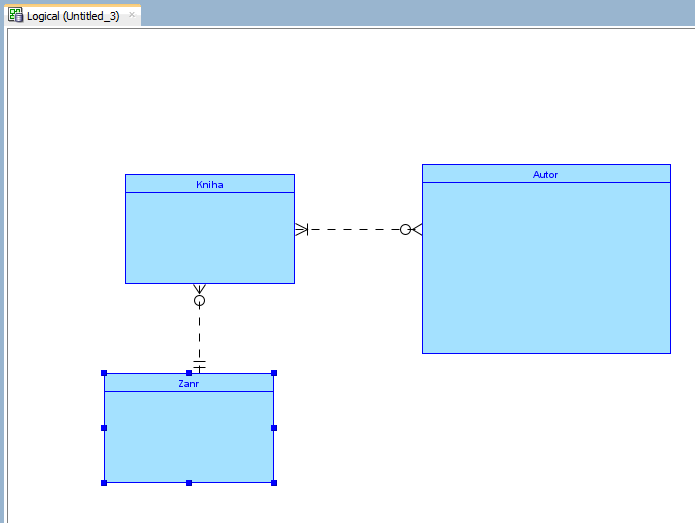 Logical (Untitled_3)
Kniha
Autor
Zanr